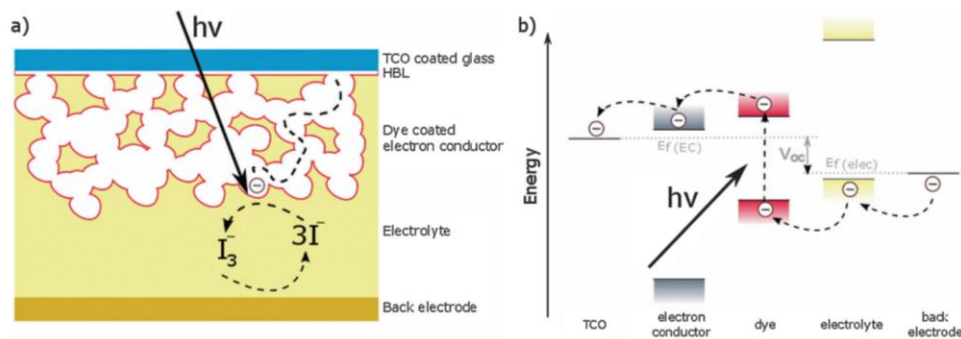 a)
hν
TCO coated glass
HBL
Dye coated
electron conductor
I₃⁻
3I⁻
Electrolyte
Back electrode
b)
Energy
Ef (EC)
Voc
Ef (elec)
hν
TCO
electron
conductor
dye
electrolyte
back
electrode